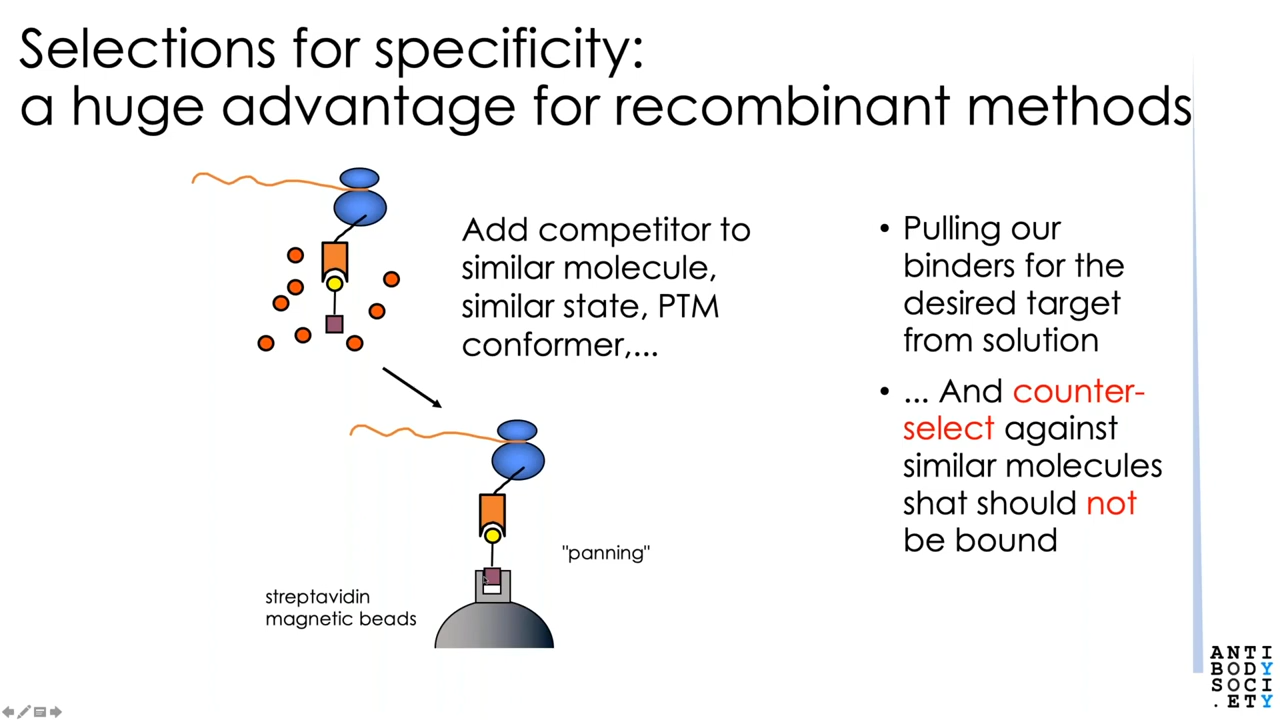 Selections for specificity:
a huge advantage for recombinant methods
Add competitor to
similar molecule,
similar state, PTM
conformer,...
• Pulling our
binders for the
desired target
from solution
• ... And counter-
select against
similar molecules
shat should not
be bound
"panning"
streptavidin
magnetic beads
ANTI
BODY
SOCI
.ETY